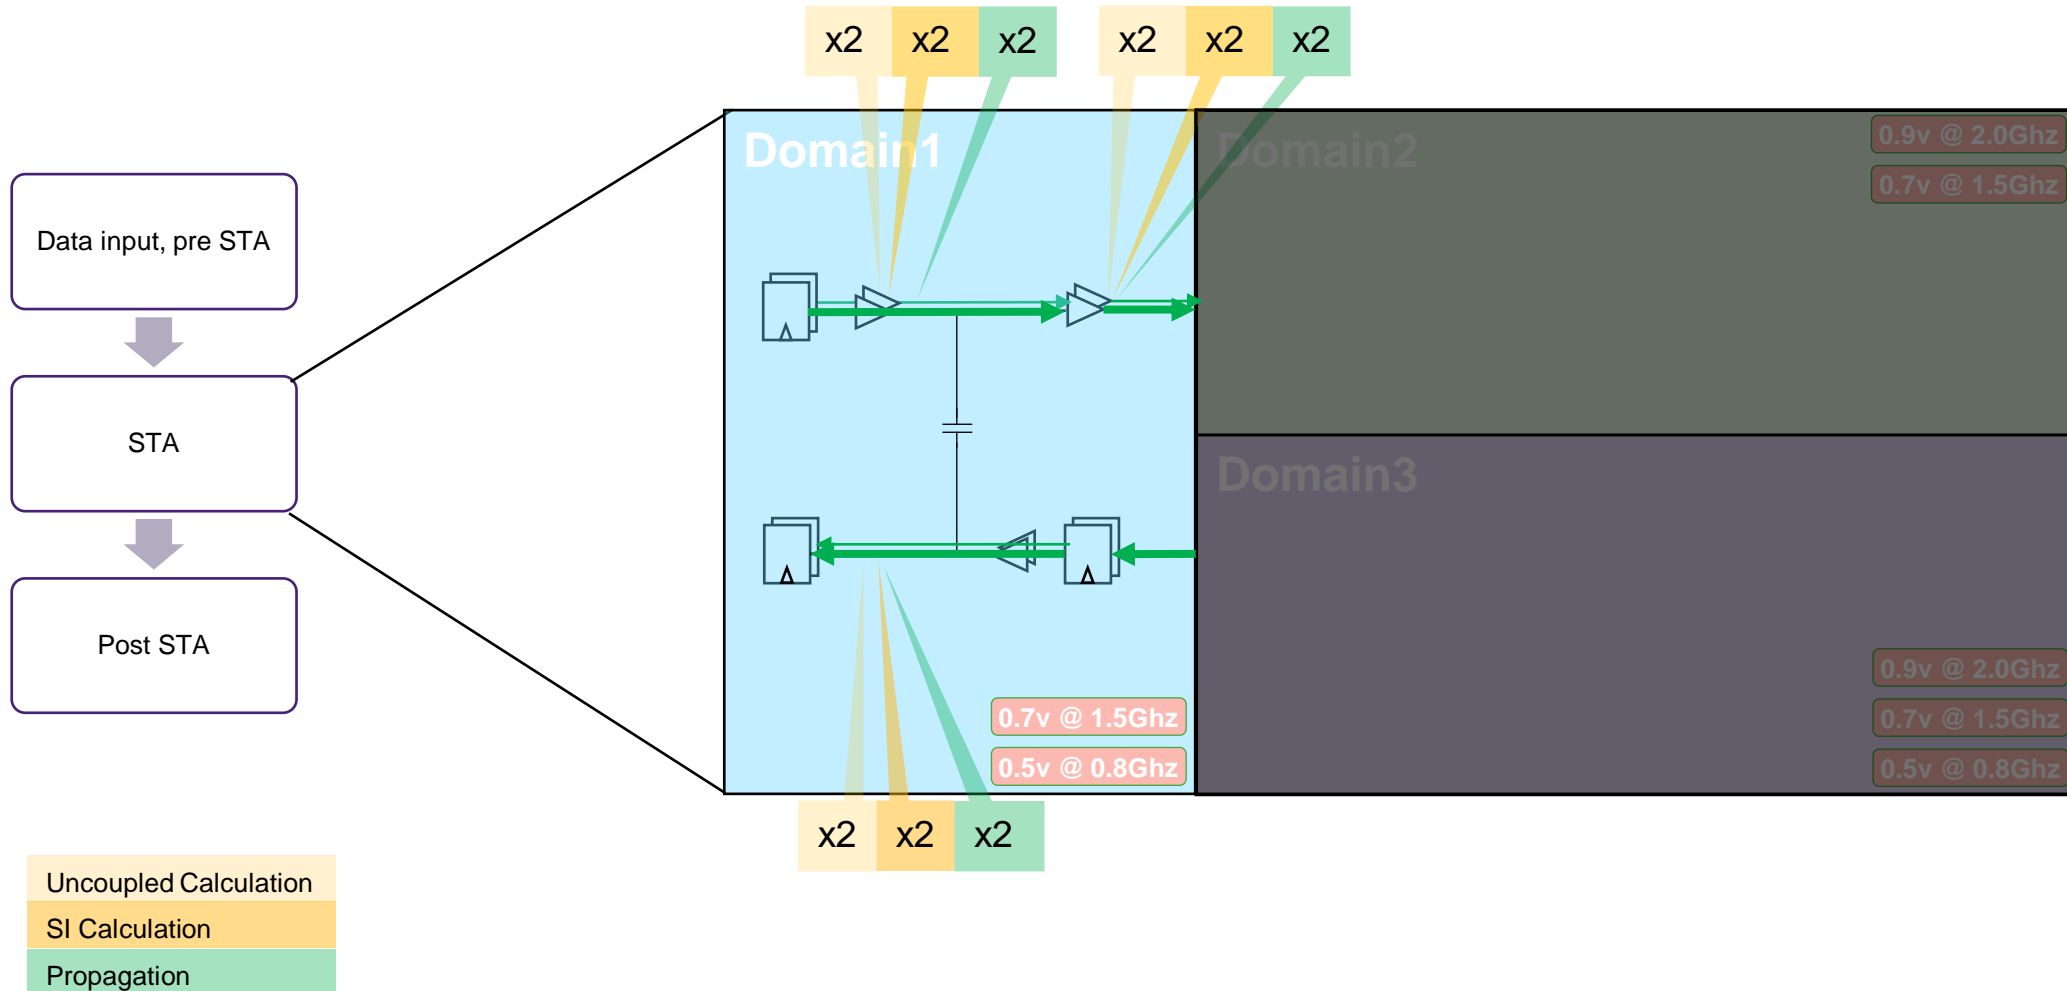 x2 x2 x2 x2 x2 x2
Domain1
Domain2
0.9v @ 2.0Ghz
0.7v @ 1.5Ghz
Data input, pre STA
STA
Post STA
Domain3
0.9v @ 2.0Ghz
0.7v @ 1.5Ghz
0.5v @ 0.8Ghz
0.7v @ 1.5Ghz
0.5v @ 0.8Ghz
x2 x2 x2
Uncoupled Calculation
SI Calculation
Propagation